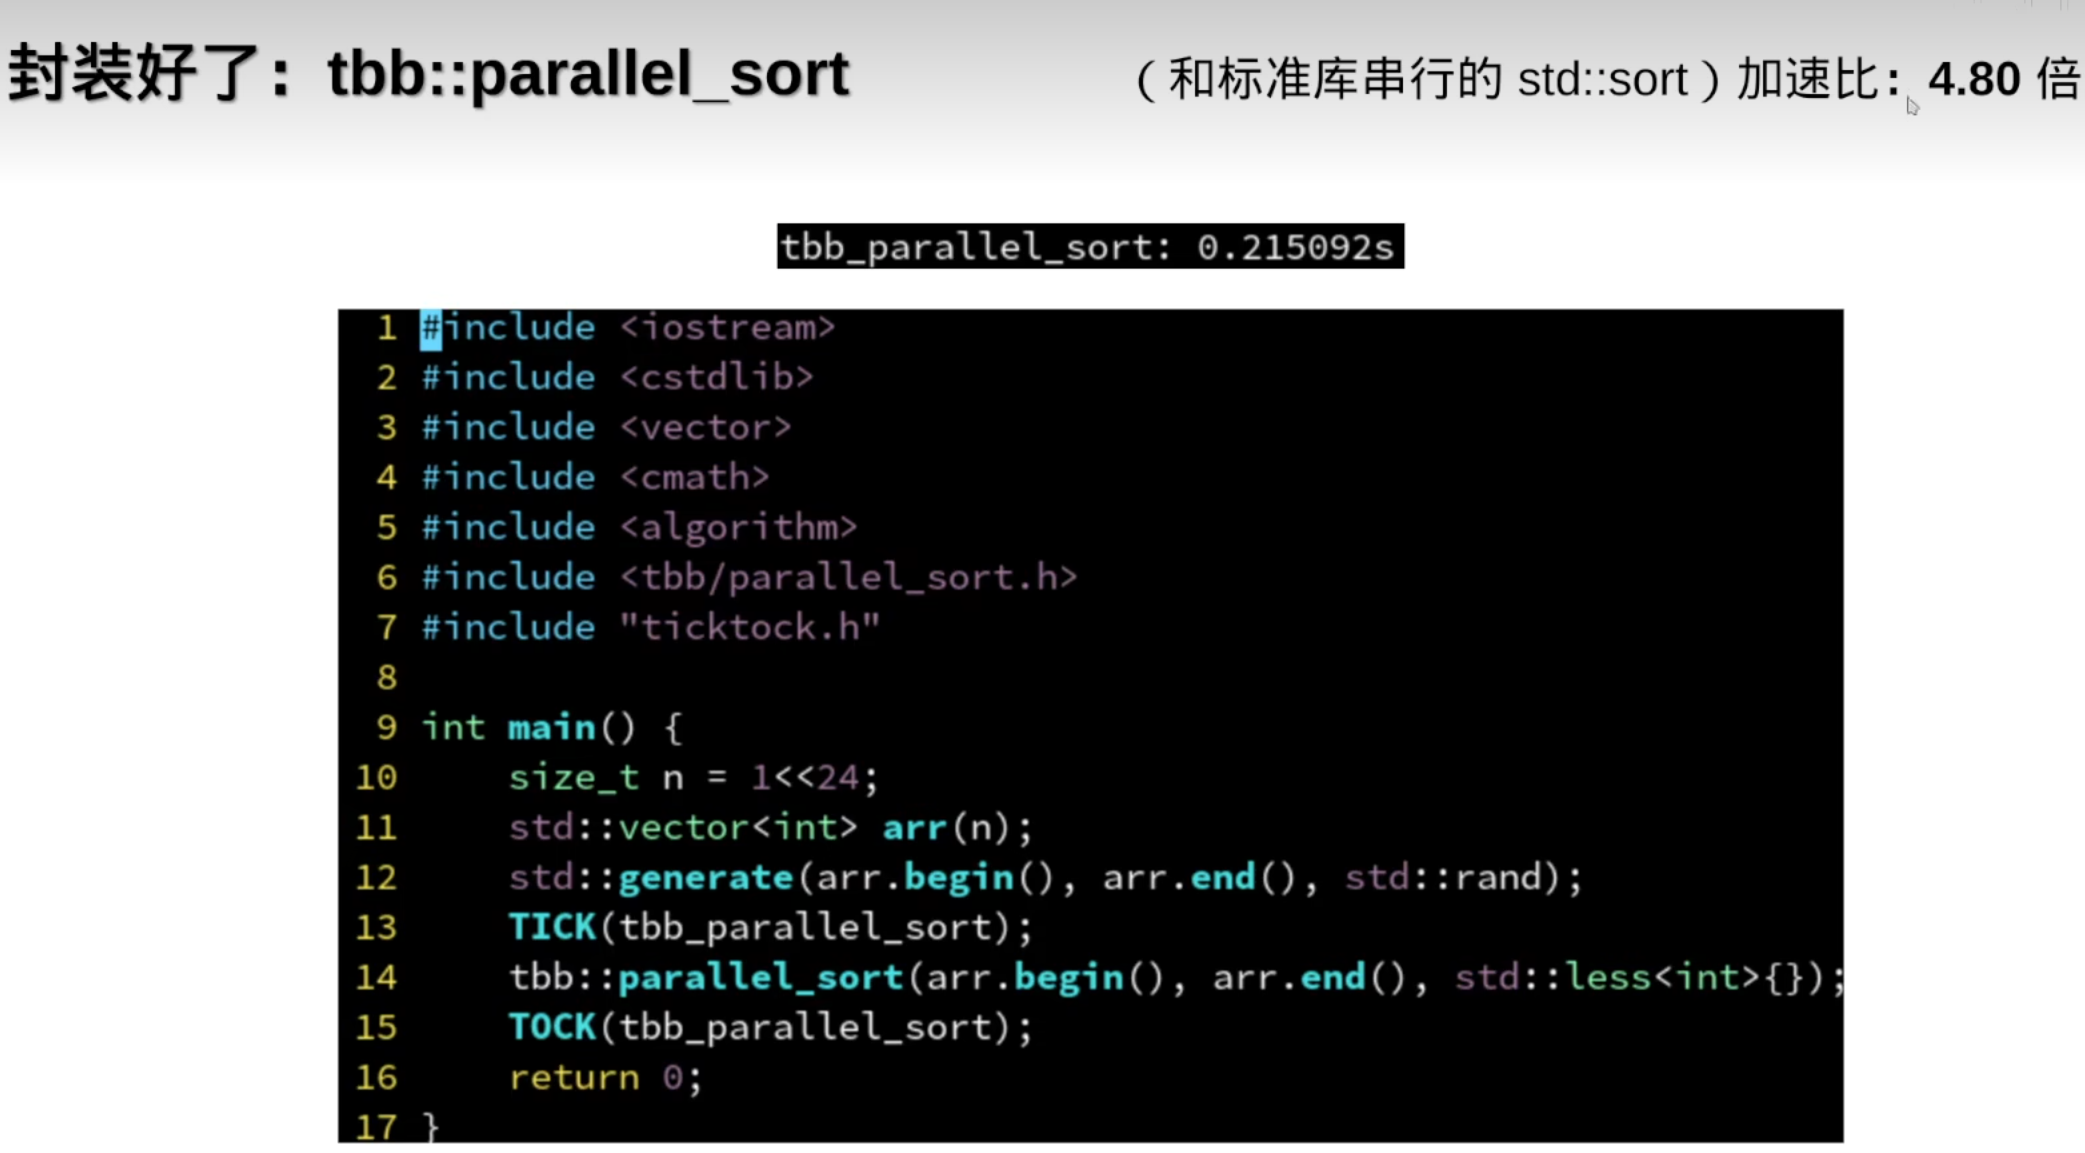 封装好了：tbb::parallel_sort
（和标准库串行的 std::sort）加速比：4.80 倍
tbb_parallel_sort: 0.215092s
1 #include <iostream>
2 #include <cstdlib>
3 #include <vector>
4 #include <cmath>
5 #include <algorithm>
6 #include <tbb/parallel_sort.h>
7 #include "ticktock.h"
8
9 int main() {
10     size_t n = 1<<24;
11     std::vector<int> arr(n);
12     std::generate(arr.begin(), arr.end(), std::rand);
13     TICK(tbb_parallel_sort);
14     tbb::parallel_sort(arr.begin(), arr.end(), std::less<int>{});
15     TOCK(tbb_parallel_sort);
16     return 0;
17 }